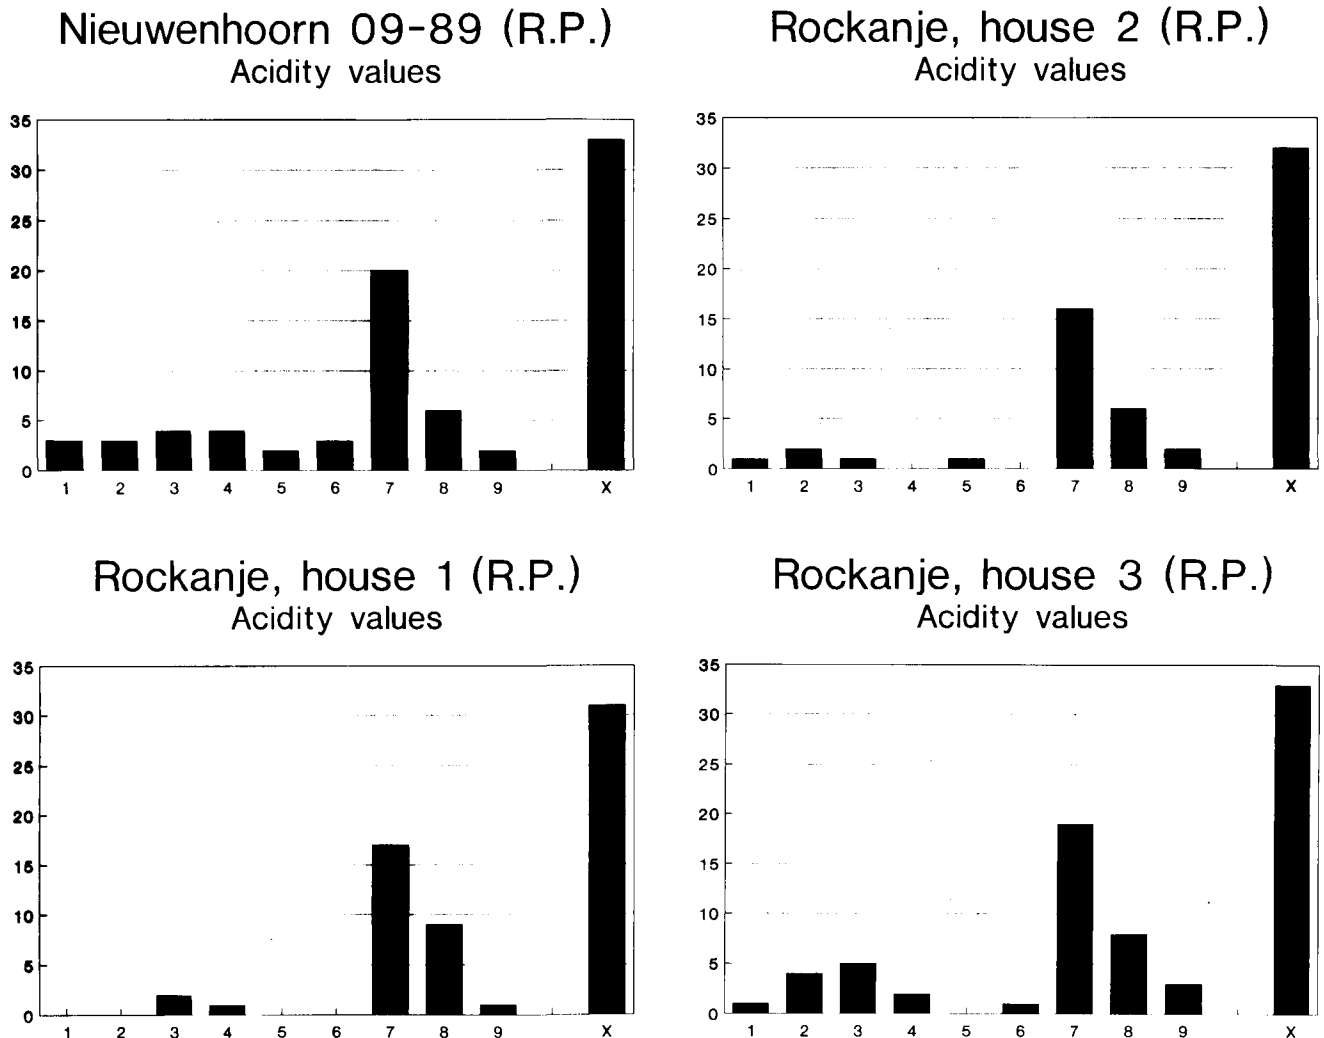 Nieuwenhoorn 09-89 (R.P.)
Acidity values
35
30
25
20
15
10
5
0
1 2 3 4 5 6 7 8 9 X
Rockanje, house 2 (R.P.)
Acidity values
35
30
25
20
15
10
5
0
1 2 3 4 5 6 7 8 9 X
Rockanje, house 1 (R.P.)
Acidity values
35
30
25
20
15
10
5
0
1 2 3 4 5 6 7 8 9 X
Rockanje, house 3 (R.P.)
Acidity values
35
30
25
20
15
10
5
0
1 2 3 4 5 6 7 8 9 X